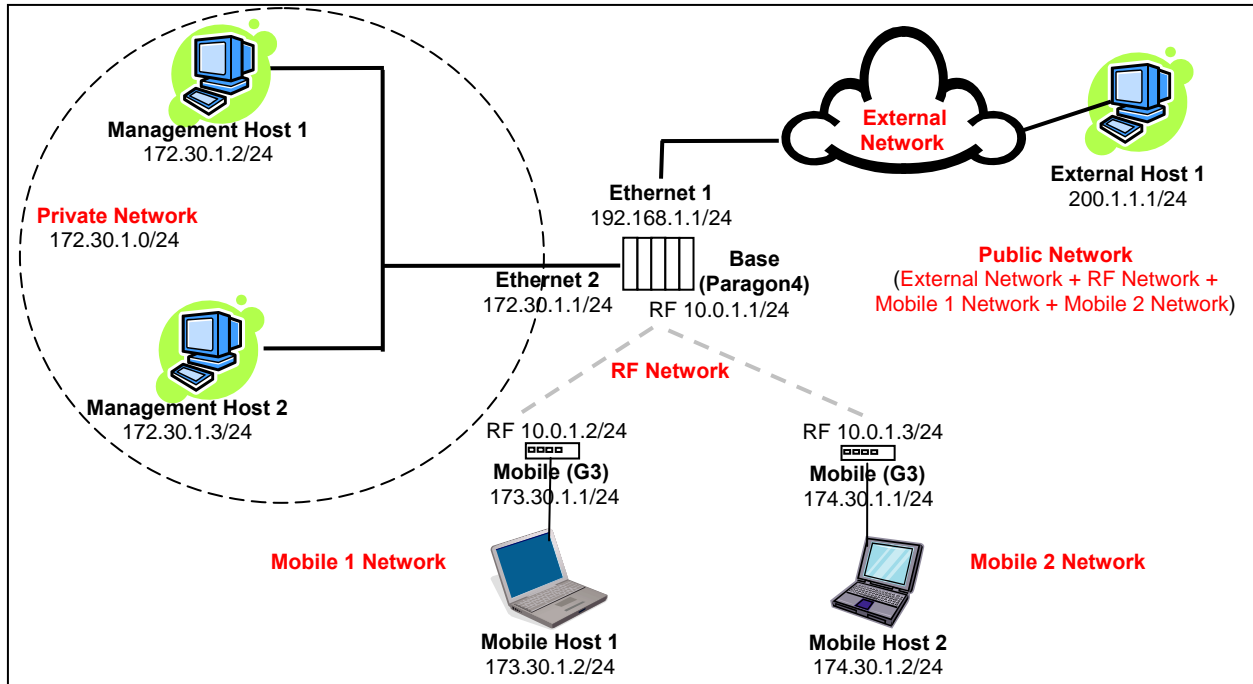 Management Host 1
172.30.1.2/24
Private Network
172.30.1.0/24
Management Host 2
172.30.1.3/24
Ethernet 1
192.168.1.1/24
Ethernet 2
172.30.1.1/24
Base
(Paragon4)
RF 10.0.1.1/24
External
Network
External Host 1
200.1.1.1/24
Public Network
(External Network + RF Network +
Mobile 1 Network + Mobile 2 Network)
RF Network
RF 10.0.1.2/24
Mobile (G3)
173.30.1.1/24
Mobile 1 Network
Mobile Host 1
173.30.1.2/24
RF 10.0.1.3/24
Mobile (G3)
174.30.1.1/24
Mobile 2 Network
Mobile Host 2
174.30.1.2/24